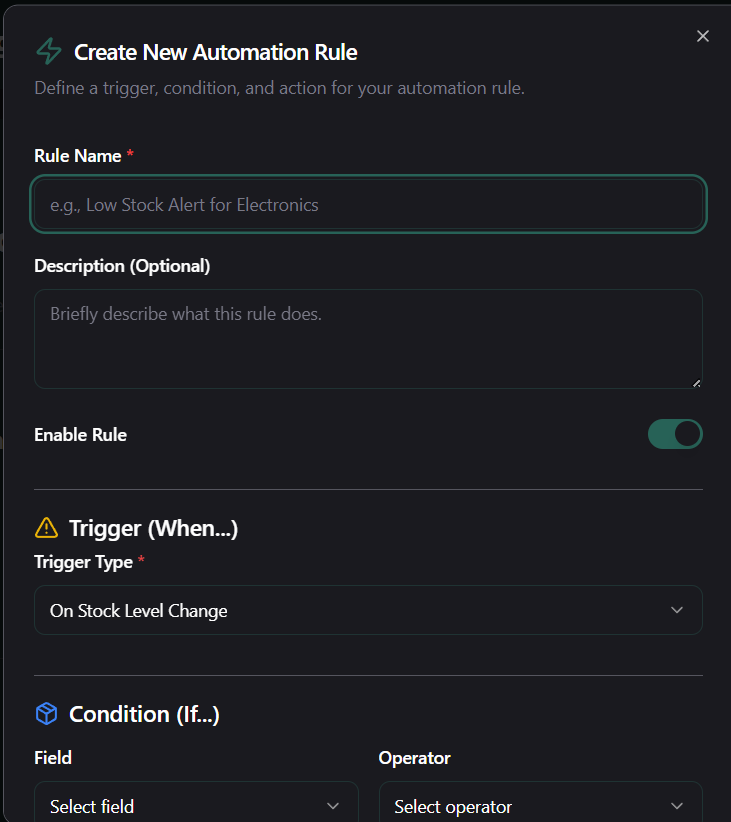 Create New Automation Rule
Define a trigger, condition, and action for your automation rule.
Rule Name *
e.g., Low Stock Alert for Electronics
Description (Optional)
Briefly describe what this rule does.
Enable Rule
Trigger (When...)
Trigger Type *
On Stock Level Change
Condition (If...)
Field Operator
Select field Select operator